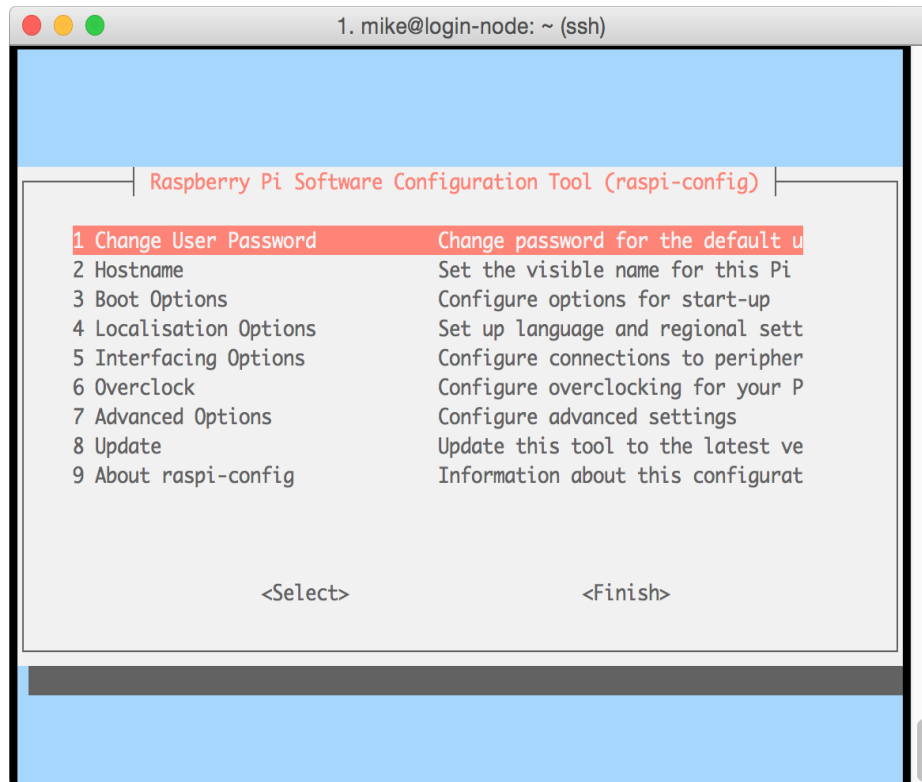 1. mike@login-node: ~ (ssh)
Raspberry Pi Software Configuration Tool (raspi-config)
1 Change User Password Change password for the default u
2 Hostname Set the visible name for this Pi
3 Boot Options Configure options for start-up
4 Localisation Options Set up language and regional sett
5 Interfacing Options Configure connections to peripher
6 Overclock Configure overclocking for your P
7 Advanced Options Configure advanced settings
8 Update Update this tool to the latest ve
9 About raspi-config Information about this configurat
<Select> <Finish>